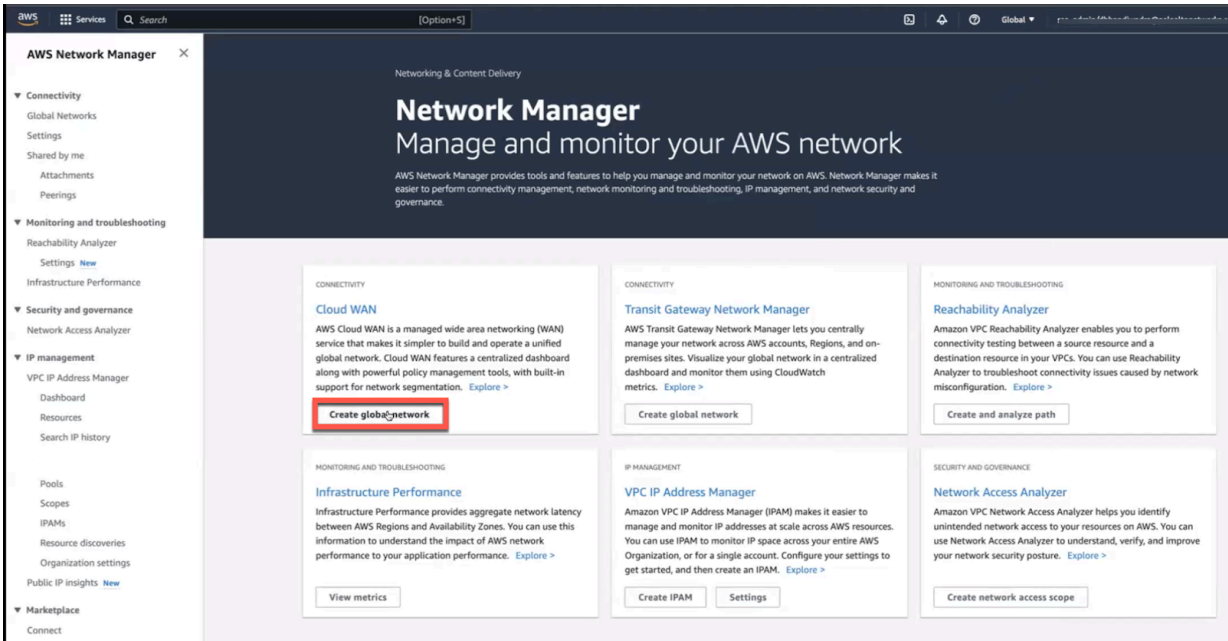 aws Services Search [Option+S] Global
AWS Network Manager
Connectivity
Global Networks
Settings
Shared by me
Attachments
Peerings
Monitoring and troubleshooting
Reachability Analyzer
Settings New
Infrastructure Performance
Security and governance
Network Access Analyzer
IP management
VPC IP Address Manager
Dashboard
Resources
Search IP history
Pools
Scopes
IPAMs
Resource discoveries
Organization settings
Public IP insights New
Marketplace
Connect
Networking & Content Delivery
Network Manager
Manage and monitor your AWS network
AWS Network Manager provides tools and features to help you manage and monitor your network on AWS. Network Manager makes it
easier to perform connectivity management, network monitoring and troubleshooting, IP management, and network security and
governance.
CONNECTIVITY
Cloud WAN
AWS Cloud WAN is a managed wide area networking (WAN)
service that makes it simpler to build and operate a unified
global network. Cloud WAN features a centralized dashboard
along with powerful policy management tools, with built-in
support for network segmentation. Explore >
Create global network
CONNECTIVITY
Transit Gateway Network Manager
AWS Transit Gateway Network Manager lets you centrally
manage your network across AWS accounts, Regions, and on-
premises sites. Visualize your global network in a centralized
dashboard and monitor them using CloudWatch
metrics. Explore >
Create global network
MONITORING AND TROUBLESHOOTING
Reachability Analyzer
Amazon VPC Reachability Analyzer enables you to perform
connectivity testing between a source resource and a
destination resource in your VPCs. You can use Reachability
Analyzer to troubleshoot connectivity issues caused by network
misconfiguration. Explore >
Create and analyze path
MONITORING AND TROUBLESHOOTING
Infrastructure Performance
Infrastructure Performance provides aggregate network latency
between AWS Regions and Availability Zones. You can use this
information to understand the impact of AWS network
performance to your application performance. Explore >
View metrics
IP MANAGEMENT
VPC IP Address Manager
Amazon VPC IP Address Manager (IPAM) makes it easier to
manage and monitor IP addresses at scale across AWS resources.
You can use IPAM to monitor IP space across your entire AWS
Organization, or for a single account. Configure your settings to
get started, and then create an IPAM. Explore >
Create IPAM Settings
SECURITY AND GOVERNANCE
Network Access Analyzer
Amazon VPC Network Access Analyzer helps you identify
unintended network access to your resources on AWS. You can
use Network Access Analyzer to understand, verify, and improve
your network security posture. Explore >
Create network access scope